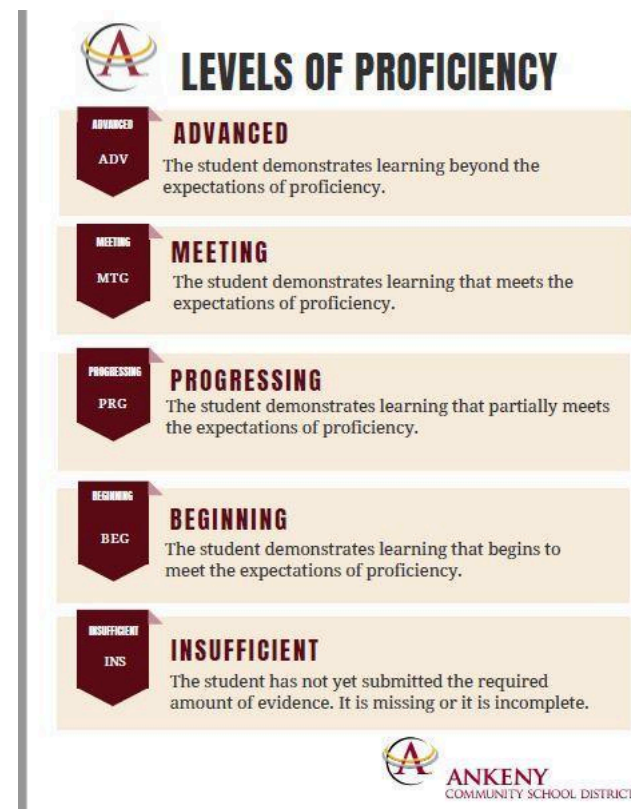 LEVELS OF PROFICIENCY
ADVANCED
ADV
ADVANCED
The student demonstrates learning beyond the
expectations of proficiency.
MEETING
MTG
MEETING
The student demonstrates learning that meets the
expectations of proficiency.
PROGRESSING
PRG
PROGRESSING
The student demonstrates learning that partially meets
the expectations of proficiency.
BEGINNING
BEG
BEGINNING
The student demonstrates learning that begins to
meet the expectations of proficiency.
INSUFFICIENT
INS
INSUFFICIENT
The student has not yet submitted the required
amount of evidence. It is missing or it is incomplete.
A
ANKENY
COMMUNITY SCHOOL DISTRICT